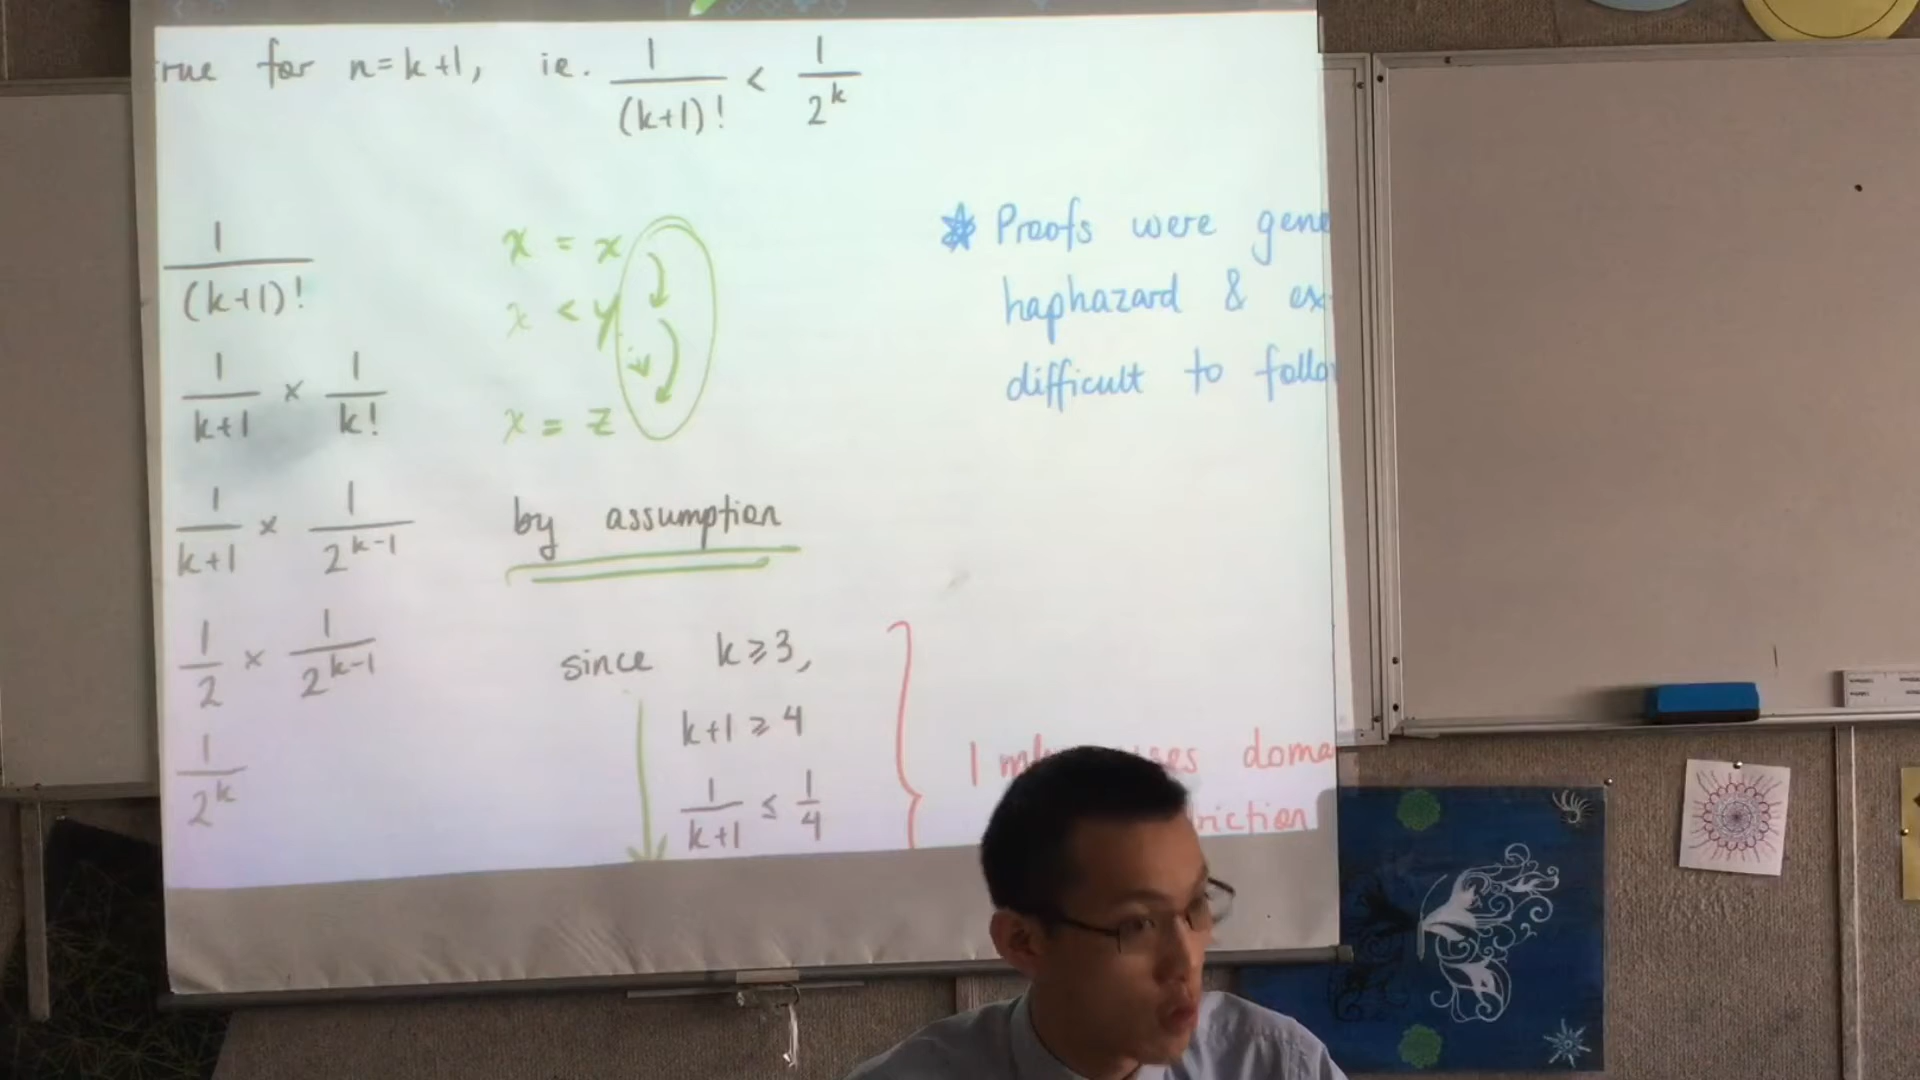 rue for n=k+1, ie. 1/(k+1)! < 1/2^k
1/(k+1)!
1/k+1 × 1/k!
1/k+1 × 1/2^k-1
1/2 × 1/2^k-1
1/2^k
x = x
x < y
x = z
by assumption
since k≥3,
k+1 ≥ 4
1/k+1 ≤ 1/4
Proofs were gene
haphazard & ex
difficult to follo
1 m doma
riction